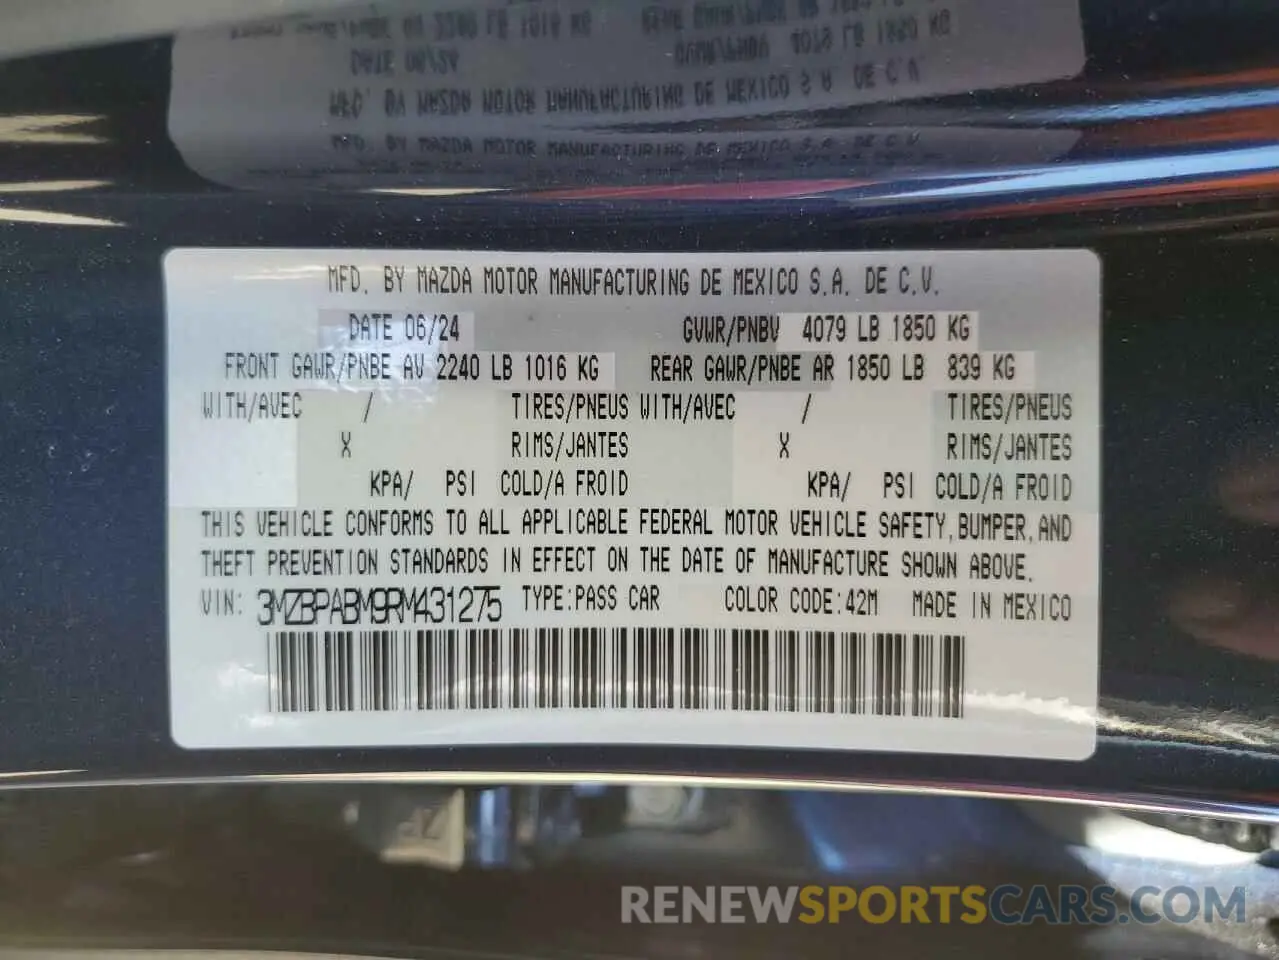 MFD. BY MAZDA MOTOR MANUFACTURING DE MEXICO S.A. DE C.V.
DATE 06/24 GVWR/PNBV 4079 LB 1850 KG
FRONT GAWR/PNBE AV 2240 LB 1016 KG REAR GAWR/PNBE AR 1850 LB 839 KG
WITH/AVEC / TIRES/PNEUS WITH/AVEC / TIRES/PNEUS
X RIMS/JANTES X RIMS/JANTES
KPA/ PSI COLD/A FROID KPA/ PSI COLD/A FROID
THIS VEHICLE CONFORMS TO ALL APPLICABLE FEDERAL MOTOR VEHICLE SAFETY, BUMPER, AND
THEFT PREVENTION STANDARDS IN EFFECT ON THE DATE OF MANUFACTURE SHOWN ABOVE.
VIN: 3MZBPABM9RM431275 TYPE:PASS CAR COLOR CODE:42M MADE IN MEXICO
RENEWSPORTSCARS.COM